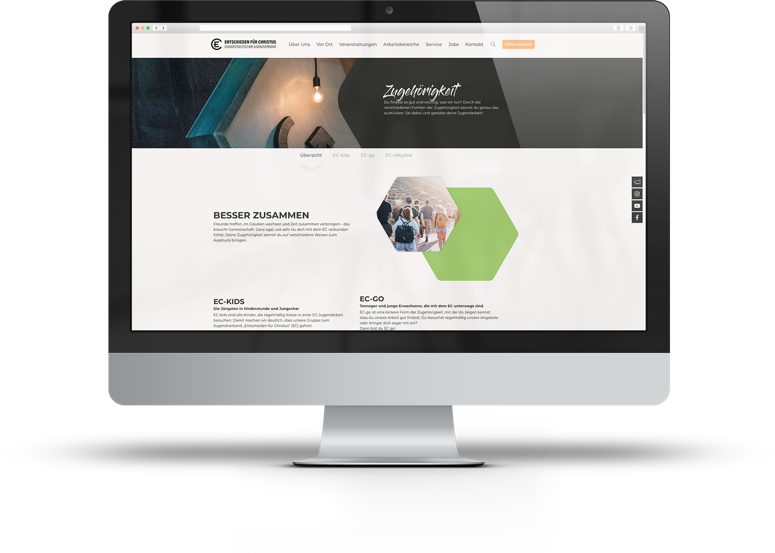 ENTSCHIEDEN FÜR CHRISTUS
SÜDWESTDEUTSCHER JUGENDVERBAND
Über Uns Vor Ort Veranstaltungen Arbeitsbereiche Service Jobs Kontakt
Zugehörigkeit
Du findest es gut und wichtig, was wir tun? Durch die
verschiedenen Formen der Zugehörigkeit kannst du genau das
ausdrücken. Sei dabei und gestalte deine Jugendarbeit!
Übersicht EC-kids EC-go EC-Mitglied
BESSER ZUSAMMEN
Freunde treffen, im Glauben wachsen und Zeit zusammen verbringen – das
braucht Gemeinschaft. Ganz egal, wie sehr du dich mit dem EC verbunden
fühlst: Deine Zugehörigkeit kannst du auf verschiedene Weisen zum
Ausdruck bringen.
EC-KIDS
Die Jüngsten in Kinderstunde und Jungschar
EC-kids sind alle Kinder, die regelmäßig Kreise in einer EC-Jugendarbeit
besuchen. Damit machen wir deutlich, dass unsere Gruppe zum
Jugendverband „Entschieden für Christus“ (EC) gehört.
EC-GO
Teenager und junge Erwachsene, die mit dem EC unterwegs sind
EC-go ist eine lockere Form der Zugehörigkeit, mit der du zeigen kannst,
dass du unsere Arbeit gut findest. Du besuchst regelmäßig unsere Angebote
oder bringst dich sogar mit ein?
Dann bist du EC-go!